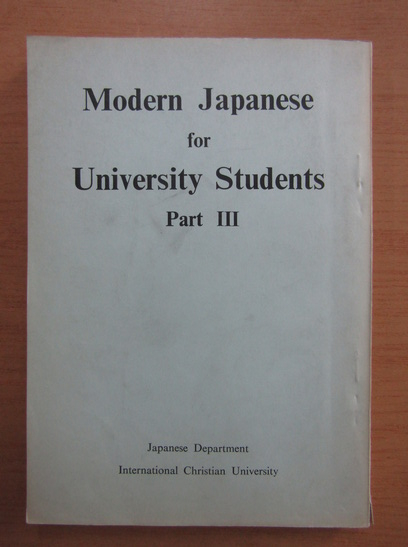 Modern Japanese
for
University Students
Part III
Japanese Department
International Christian University